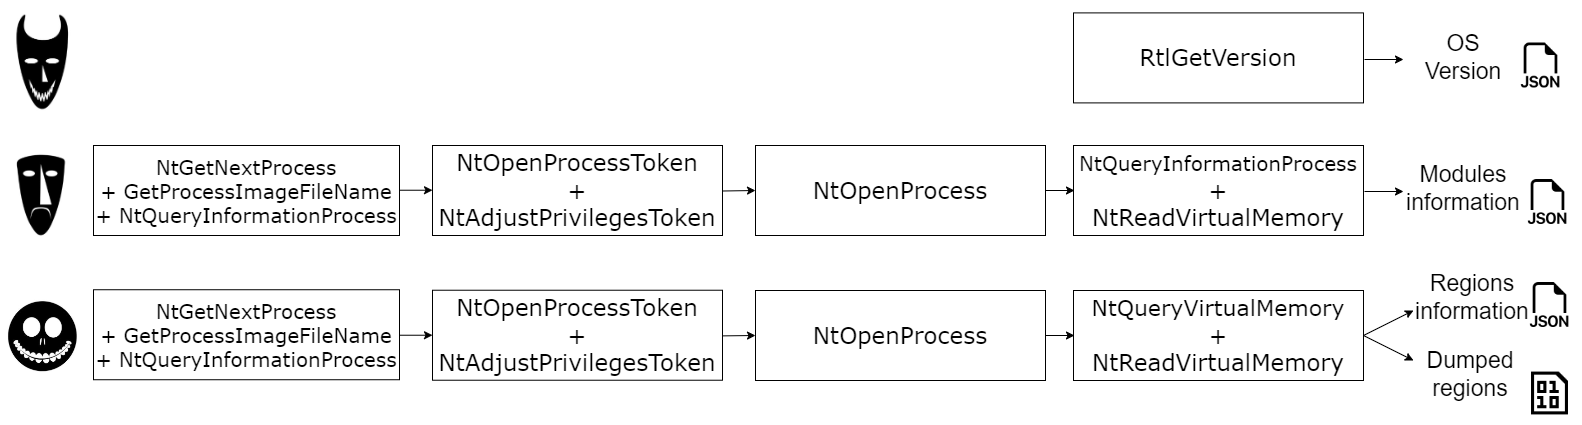 RtlGetVersion
OS
Version
JSON
NtGetNextProcess
+ GetProcessImageFileName
+ NtQueryInformationProcess
NtOpenProcessToken
+
NtAdjustPrivilegesToken
NtOpenProcess
NtQueryInformationProcess
+
NtReadVirtualMemory
Modules
information
JSON
NtGetNextProcess
+ GetProcessImageFileName
+ NtQueryInformationProcess
NtOpenProcessToken
+
NtAdjustPrivilegesToken
NtOpenProcess
NtQueryVirtualMemory
+
NtReadVirtualMemory
Regions
information
JSON
Dumped
regions
01
10